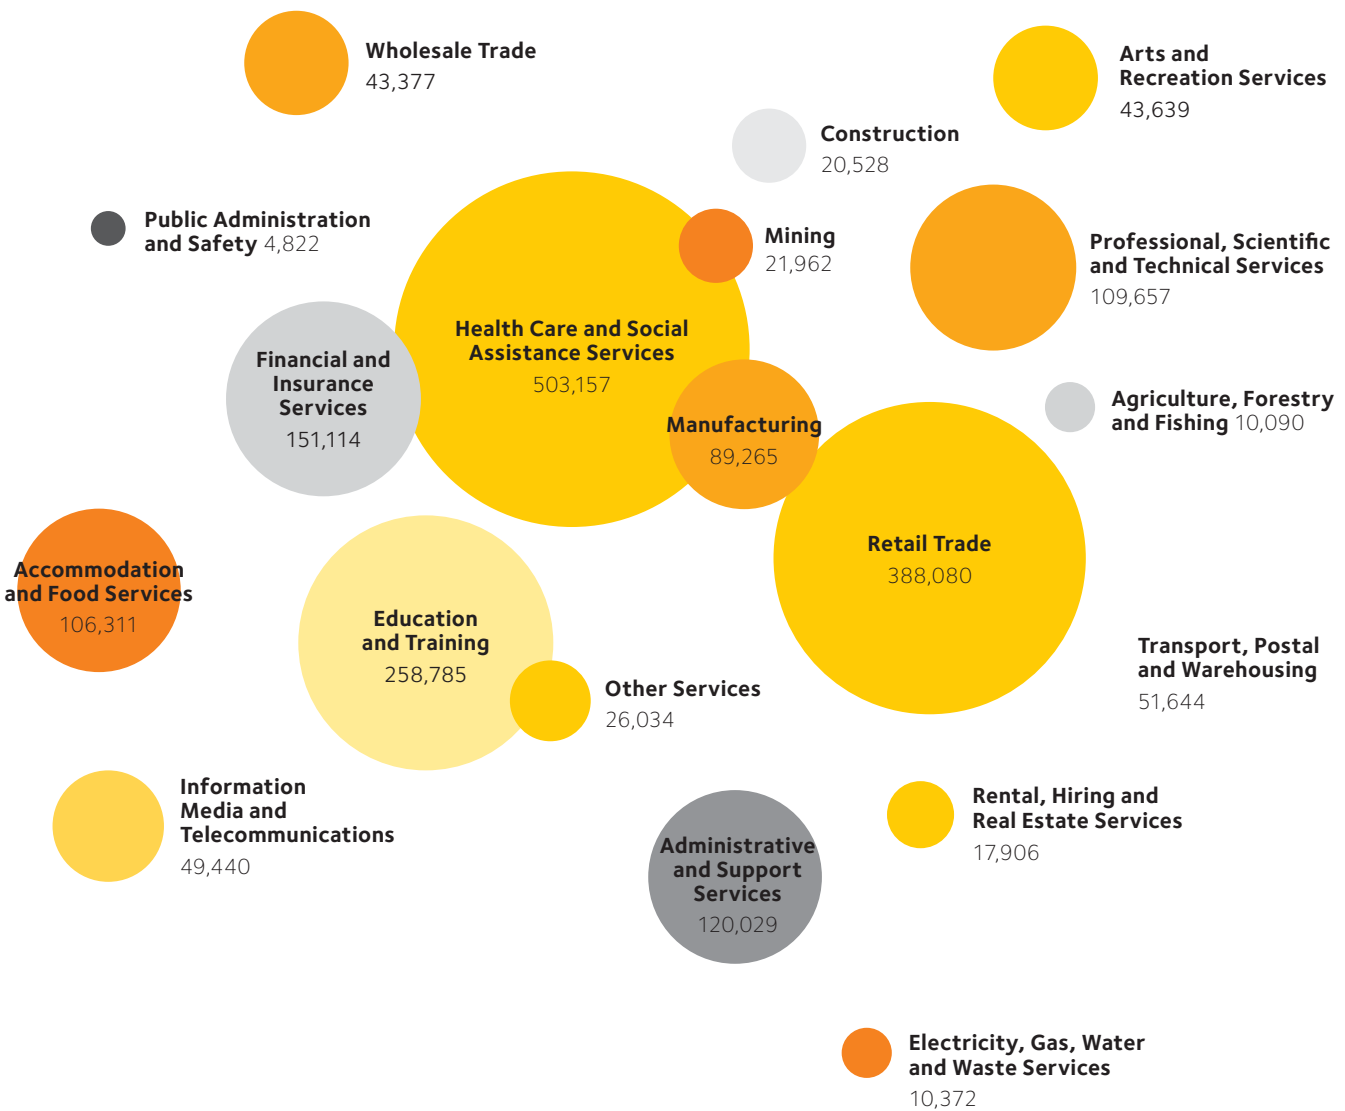 Wholesale Trade
43,377
Arts and
Recreation Services
43,639
Construction
20,528
Public Administration
and Safety 4,822
Mining
21,962
Professional, Scientific
and Technical Services
109,657
Health Care and Social
Assistance Services
503,157
Financial and
Insurance
Services
151,114
Manufacturing
89,265
Agriculture, Forestry
and Fishing 10,090
Retail Trade
388,080
Accommodation
and Food Services
106,311
Education
and Training
258,785
Other Services
26,034
Transport, Postal
and Warehousing
51,644
Information
Media and
Telecommunications
49,440
Administrative
and Support
Services
120,029
Rental, Hiring and
Real Estate Services
17,906
Electricity, Gas, Water
and Waste Services
10,372